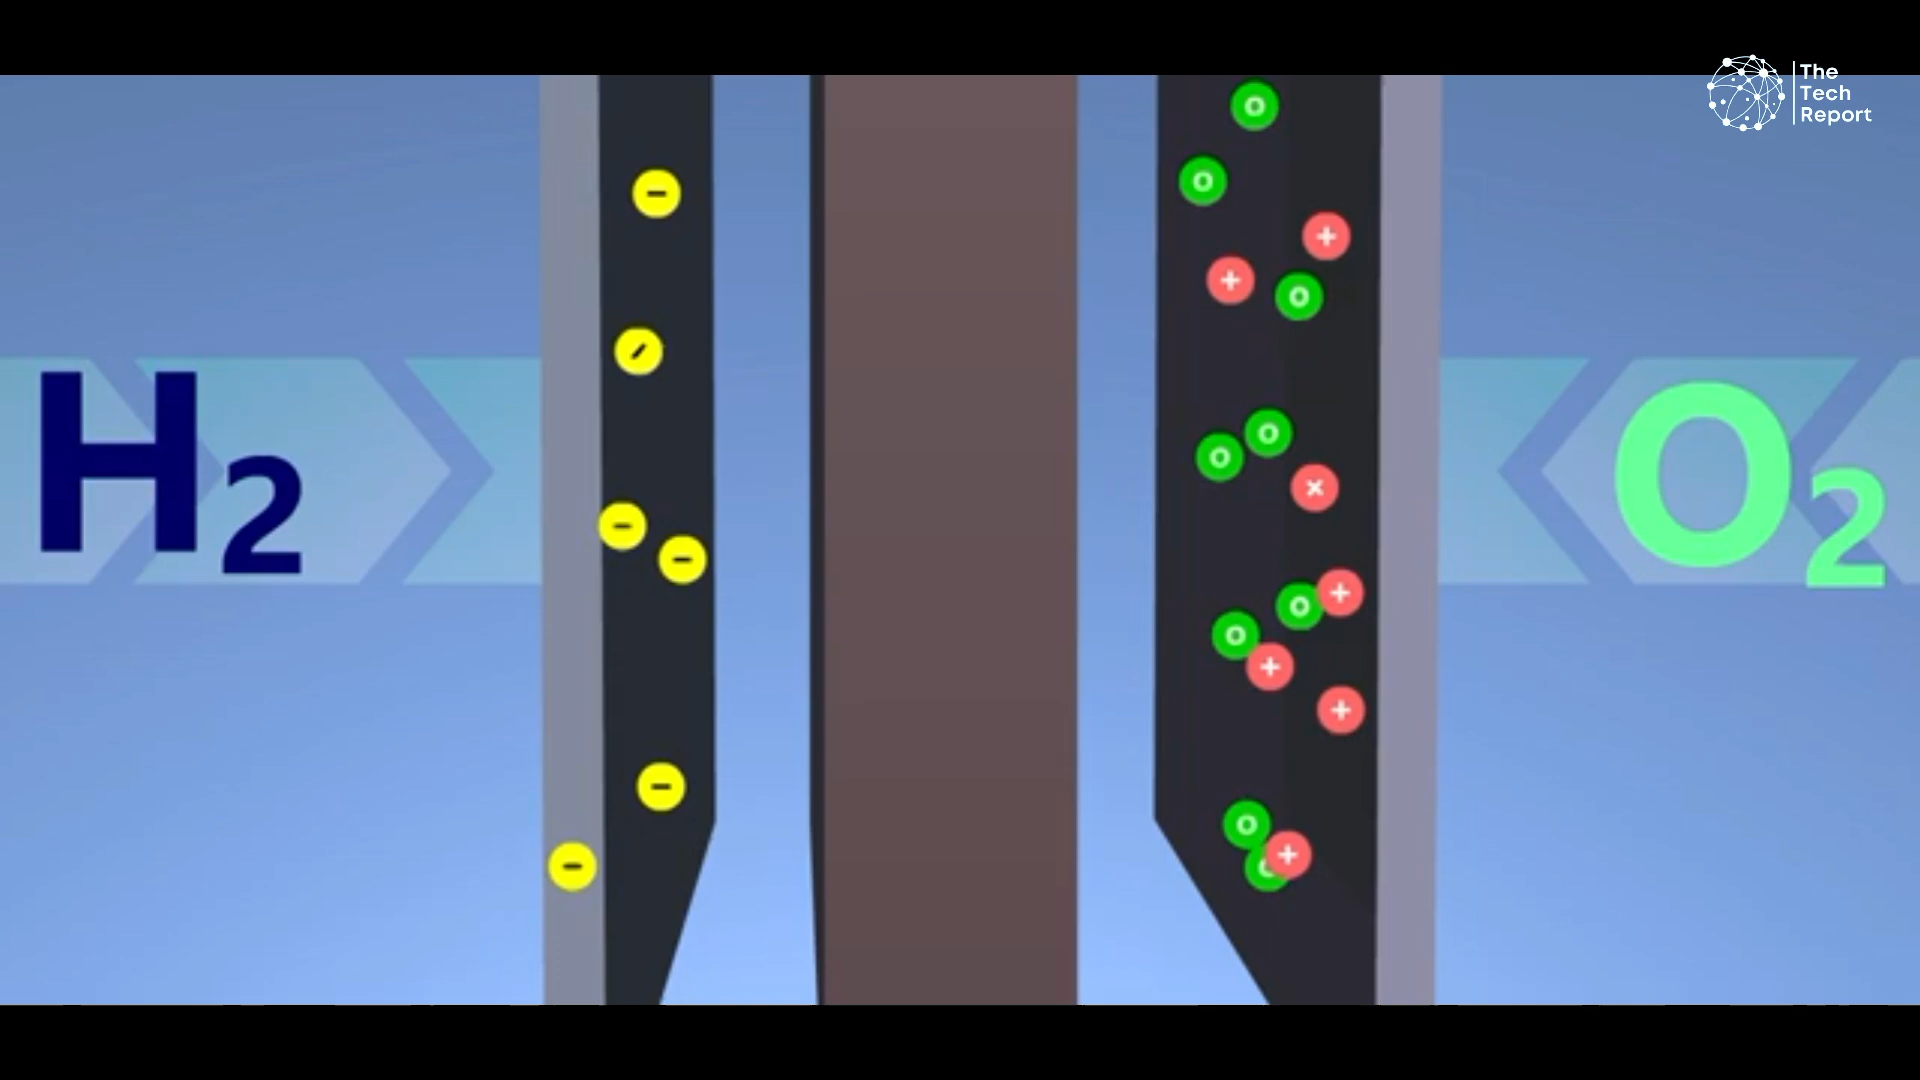 The
Tech
Report
H2
O2
−
−
−
−
−
−
O
O
+
+
O
O
O
×
+
O
O
+
+
O
+
O